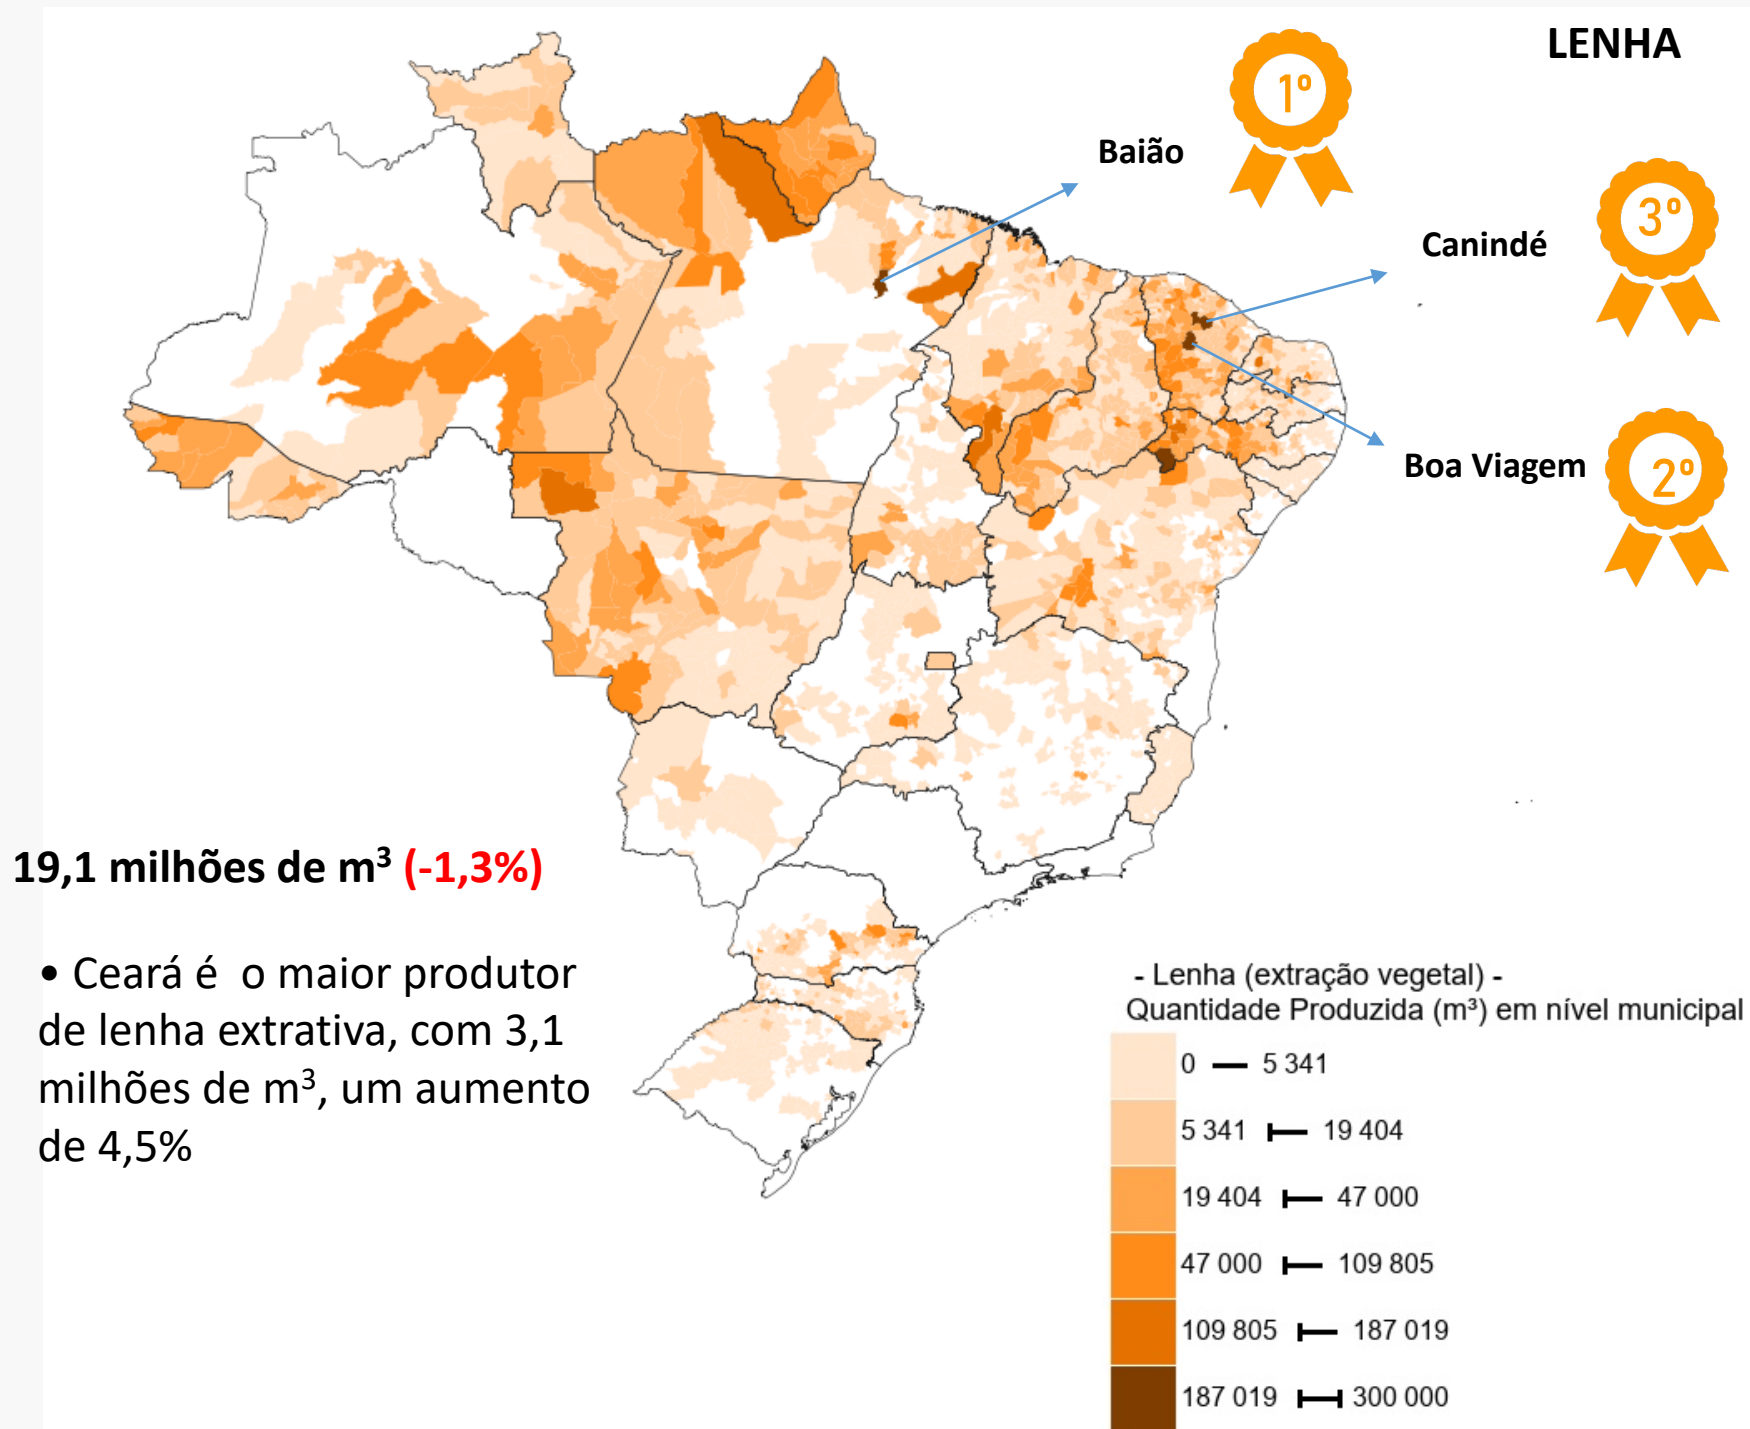 LENHA
1º
Baião
3º
Canindé
Boa Viagem
2º
19,1 milhões de m³ (-1,3%)
• Ceará é o maior produtor
de lenha extrativa, com 3,1
milhões de m³, um aumento
de 4,5%
- Lenha (extração vegetal) -
Quantidade Produzida (m³) em nível municipal
0 — 5 341
5 341 ⊢ 19 404
19 404 ⊢ 47 000
47 000 ⊢ 109 805
109 805 ⊢ 187 019
187 019 ⊢⊣ 300 000